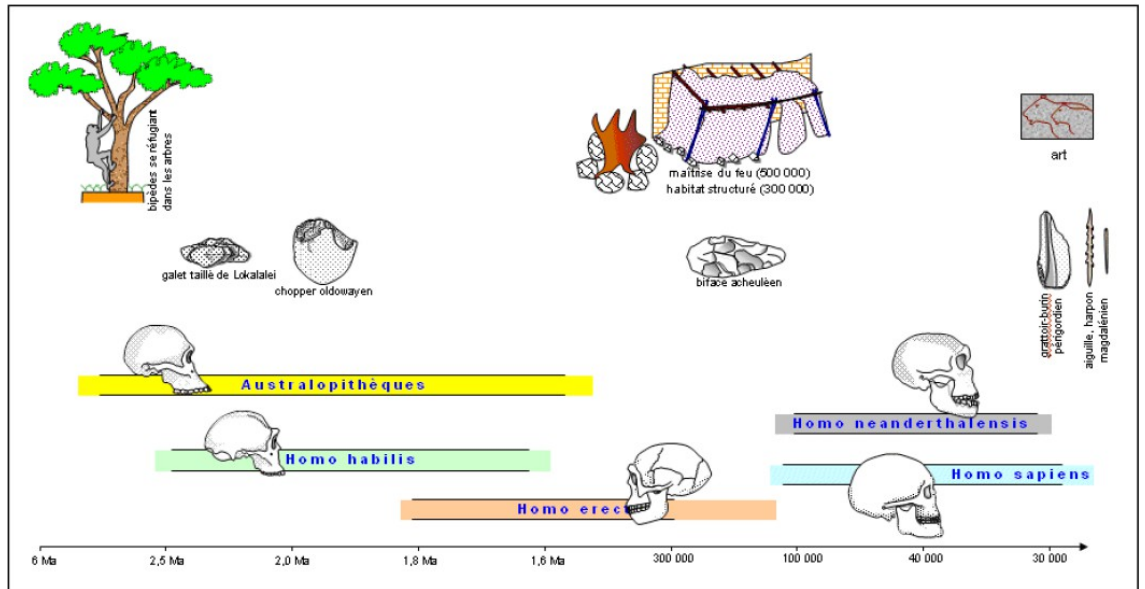 bipèdes se réfugiant
dans les arbres
maîtrise du feu (500 000)
habitat structuré (300 000)
art
galet taillé de Lokalalei
chopper oldowayen
biface acheuléen
grattoir-burin
périgordien
aiguille, harpon
magdalénien
Australopithèques
Homo neanderthalensis
Homo habilis
Homo sapiens
Homo erect
6 Ma
2,5 Ma
2,0 Ma
1,8 Ma
1,6 Ma
300 000
100 000
40 000
30 000